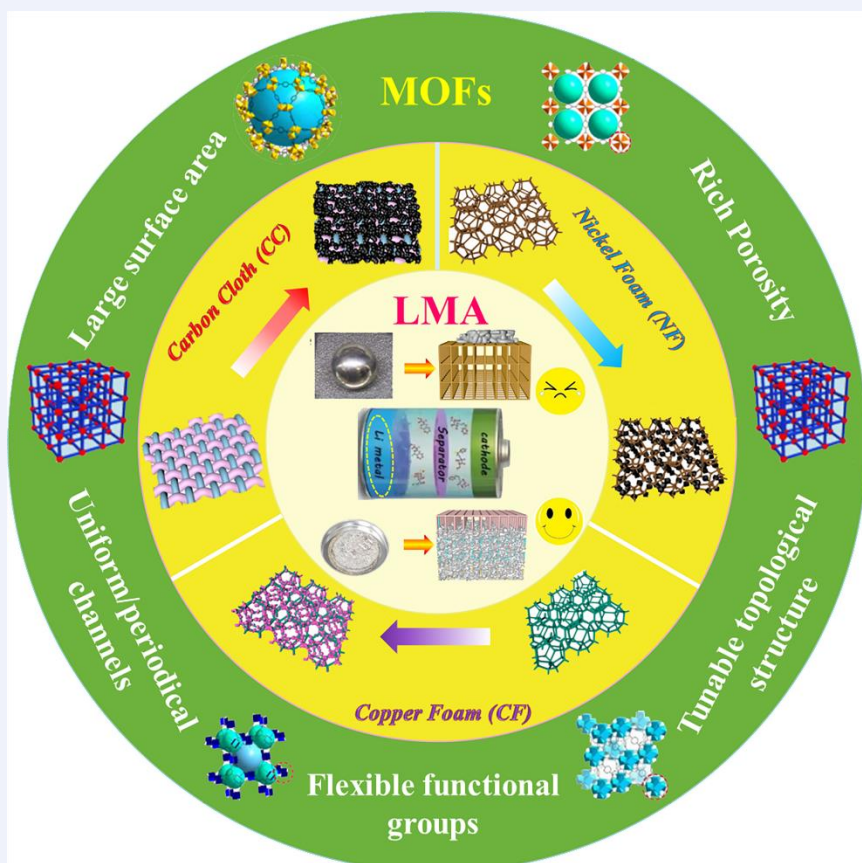 MOFs
Large surface area
Rich Porosity
Carbon Cloth (CC)
Nickel Foam (NF)
LMA
Li metal
Separator
cathode
Uniform/periodical
channels
Tunable topological
structure
Copper Foam (CF)
Flexible functional
groups